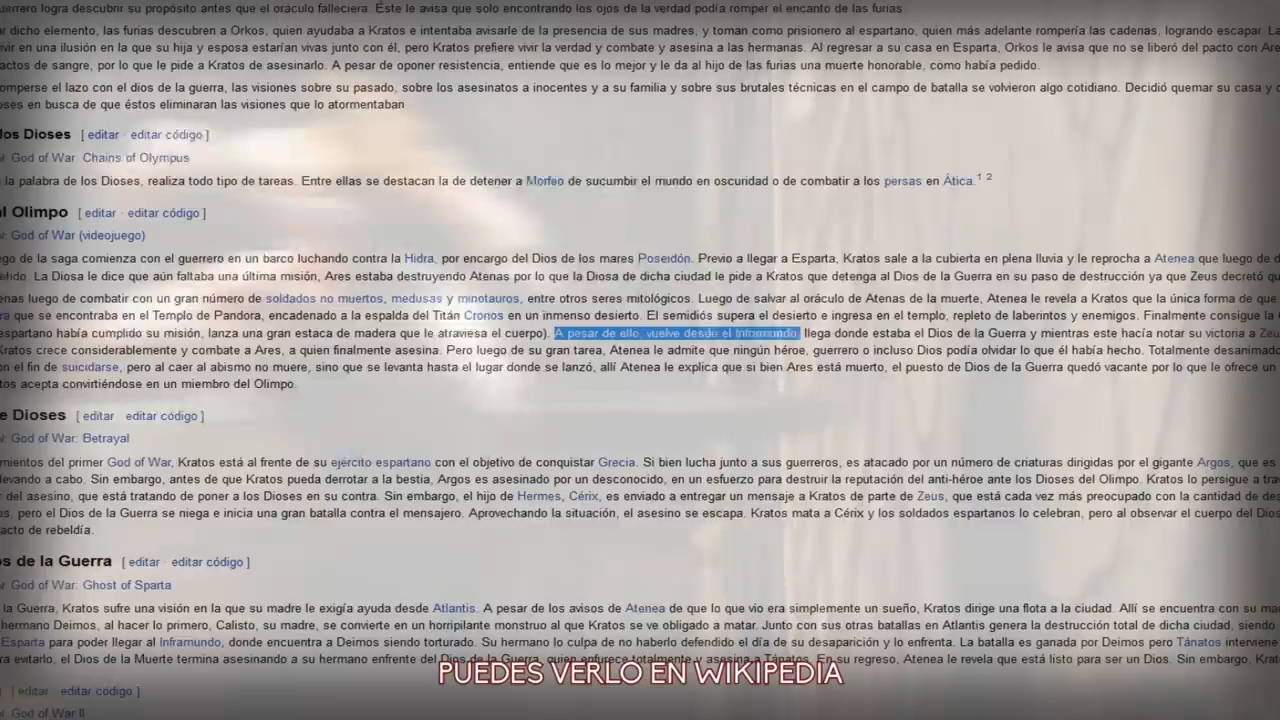 uerrero logra descubrir su propósito antes que el oráculo falleciera. Éste le avisa que solo encontrando los ojos de la verdad podía romper el encanto de las furias
ar dicho elemento, las furias descubren a Orkos, quien ayudaba a Kratos e intentaba avisarle de la presencia de sus madres, y toman como prisionero al espartano, quien más adelante rompería las cadenas, logrando escapar. La
vivir en una ilusión en la que su hija y esposa estarían vivas junto con él, pero Kratos prefiere vivir la verdad y combate y asesina a las hermanas. Al regresar a su casa en Esparta, Orkos le avisa que no se liberó del pacto con Are
actos de sangre, por lo que le pide a Kratos de asesinarlo. A pesar de oponer resistencia, entiende que es lo mejor y le da al hijo de las furias una muerte honorable, como había pedido.
omperse el lazo con el dios de la guerra, las visiones sobre su pasado, sobre los asesinatos a inocentes y a su familia y sobre sus brutales técnicas en el campo de batalla se volvieron algo cotidiano. Decidió quemar su casa y
oses en busca de que éstos eliminaran las visiones que lo atormentaban
los Dioses [ editar · editar código ]
God of War Chains of Olympus
la palabra de los Dioses, realiza todo tipo de tareas. Entre ellas se destacan la de detener a Morfeo de sucumbir el mundo en oscuridad o de combatir a los persas en Ática.1 2
al Olimpo [ editar · editar código ]
God of War (videojuego)
ego de la saga comienza con el guerrero en un barco luchando contra la Hidra, por encargo del Dios de los mares Poseidón. Previo a llegar a Esparta, Kratos sale a la cubierta en plena lluvia y le reprocha a Atenea que luego de d
etido. La Diosa le dice que aún faltaba una última misión, Ares estaba destruyendo Atenas por lo que la Diosa de dicha ciudad le pide a Kratos que detenga al Dios de la Guerra en su paso de destrucción ya que Zeus decretó qu
enas luego de combatir con un gran número de soldados no muertos, medusas y minotauros, entre otros seres mitológicos. Luego de salvar al oráculo de Atenas de la muerte, Atenea le revela a Kratos que la única forma de que
ra que se encontraba en el Templo de Pandora, encadenado a la espalda del Titán Cronos en un inmenso desierto. El semidiós supera el desierto e ingresa en el templo, repleto de laberintos y enemigos. Finalmente consigue la
espartano había cumplido su misión, lanza una gran estaca de madera que le atraviesa el cuerpo). A pesar de ello, vuelve desde el Inframundo, llega donde estaba el Dios de la Guerra y mientras este hacía notar su victoria a Zeu
Kratos crece considerablemente y combate a Ares, a quien finalmente asesina. Pero luego de su gran tarea, Atenea le admite que ningún héroe, guerrero o incluso Dios podía olvidar lo que él había hecho. Totalmente desanimado
on el fin de suicidarse, pero al caer al abismo no muere, sino que se levanta hasta el lugar donde se lanzó, allí Atenea le explica que si bien Ares está muerto, el puesto de Dios de la Guerra quedó vacante por lo que le ofrece un
tos acepta convirtiéndose en un miembro del Olimpo.
e Dioses [ editar editar código ]
God of War: Betrayal
mientos del primer God of War, Kratos está al frente de su ejército espartano con el objetivo de conquistar Grecia. Si bien lucha junto a sus guerreros, es atacado por un número de criaturas dirigidas por el gigante Argos, que es
levando a cabo. Sin embargo, antes de que Kratos pueda derrotar a la bestia, Argos es asesinado por un desconocido, en un esfuerzo para destruir la reputación del anti-héroe ante los Dioses del Olimpo. Kratos lo persigue a tra
r del asesino, que está tratando de poner a los Dioses en su contra. Sin embargo, el hijo de Hermes, Cérix, es enviado a entregar un mensaje a Kratos de parte de Zeus, que está cada vez más preocupado con la cantidad de des
s, pero el Dios de la Guerra se niega e inicia una gran batalla contra el mensajero. Aprovechando la situación, el asesino se escapa. Kratos mata a Cérix y los soldados espartanos lo celebran, pero al observar el cuerpo del Dios
acto de rebeldía.
os de la Guerra [ editar · editar código ]
God of War: Ghost of Sparta
la Guerra, Kratos sufre una visión en la que su madre le exigía ayuda desde Atlantis. A pesar de los avisos de Atenea de que lo que vio era simplemente un sueño, Kratos dirige una flota a la ciudad. Allí se encuentra con su ma
hermano Deimos, al hacer lo primero, Calisto, su madre, se convierte en un horripilante monstruo al que Kratos se ve obligado a matar. Junto con sus otras batallas en Atlantis genera la destrucción total de dicha ciudad, siendo
Esparta para poder llegar al Inframundo, donde encuentra a Deimos siendo torturado. Su hermano lo culpa de no haberlo defendido el día de su desaparición y lo enfrenta. La batalla es ganada por Deimos pero Tánatos interviene
ra evitarlo, el Dios de la Muerte termina asesinando a su hermano enfrente del Dios de la Guerra, quien enfurece totalmente y asesina a Tánatos. En su regreso, Atenea le revela que está listo para ser un Dios. Sin embargo, Krat
PUEDES VERLO EN WIKIPEDIA
[ editar editar código ]
God of War II